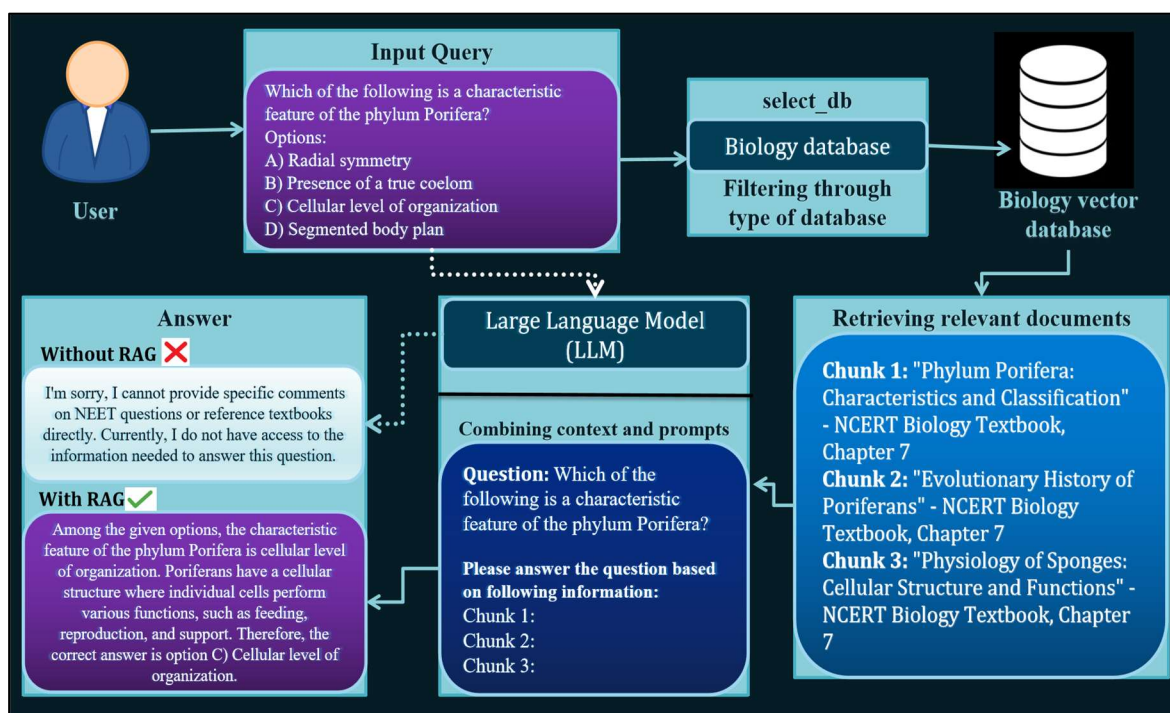 User
Input Query
Which of the following is a characteristic
feature of the phylum Porifera?
Options:
A) Radial symmetry
B) Presence of a true coelom
C) Cellular level of organization
D) Segmented body plan
select_db
Biology database
Filtering through
type of database
Biology vector
database
Retrieving relevant documents
Chunk 1: "Phylum Porifera:
Characteristics and Classification"
- NCERT Biology Textbook,
Chapter 7
Chunk 2: "Evolutionary History of
Poriferans" - NCERT Biology
Textbook, Chapter 7
Chunk 3: "Physiology of Sponges:
Cellular Structure and Functions" -
NCERT Biology Textbook, Chapter
7
Large Language Model
(LLM)
Combining context and prompts
Question: Which of the
following is a characteristic
feature of the phylum Porifera?
Please answer the question based
on following information:
Chunk 1:
Chunk 2:
Chunk 3:
Answer
Without RAG
I'm sorry, I cannot provide specific comments
on NEET questions or reference textbooks
directly. Currently, I do not have access to the
information needed to answer this question.
With RAG
Among the given options, the characteristic
feature of the phylum Porifera is cellular level
of organization. Poriferans have a cellular
structure where individual cells perform
various functions, such as feeding,
reproduction, and support. Therefore, the
correct answer is option C) Cellular level of
organization.